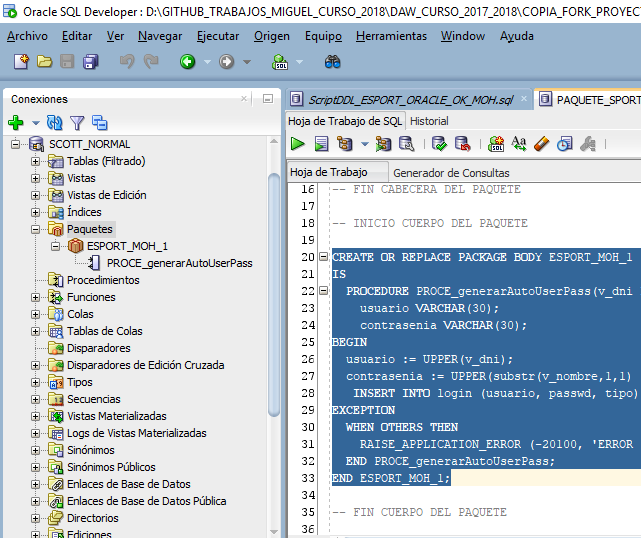 Oracle SQL Developer : D:\GITHUB_TRABAJOS_MIGUEL_CURSO_2018\DAW_CURSO_2017_2018\COPIA_FORK_PROYEC
Archivo Editar Ver Navegar Ejecutar Origen Equipo Herramientas Window Ayuda
Conexiones
SCOTT_NORMAL
Tablas (Filtrado)
Vistas
Vistas de Edición
Índices
Paquetes
ESPORT_MOH_1
PROCE_generarAutoUserPass
Procedimientos
Funciones
Colas
Tablas de Colas
Disparadores
Disparadores de Edición Cruzada
Tipos
Secuencias
Vistas Materializadas
Logs de Vistas Materializadas
Sinónimos
Sinónimos Públicos
Enlaces de Base de Datos
Enlaces de Base de Datos Pública
Directorios
Ediciones
ScriptDDL_ESPORT_ORACLE_OK_MOH.sql PAQUETE_SPORT
Hoja de Trabajo de SQL Historial
Hoja de Trabajo Generador de Consultas
16 -- FIN CABECERA DEL PAQUETE
17
18 -- INICIO CUERPO DEL PAQUETE
19
20 CREATE OR REPLACE PACKAGE BODY ESPORT_MOH_1
21 IS
22 PROCEDURE PROCE_generarAutoUserPass(v_dni
23 usuario VARCHAR(30);
24 contrasenia VARCHAR(30);
25 BEGIN
26 usuario := UPPER(v_dni);
27 contrasenia := UPPER(substr(v_nombre,1,1)
28 INSERT INTO login (usuario, passwd, tipo)
29 EXCEPTION
30 WHEN OTHERS THEN
31 RAISE_APPLICATION_ERROR (-20100, 'ERROR
32 END PROCE_generarAutoUserPass;
33 END ESPORT_MOH_1;
34
35 -- FIN CUERPO DEL PAQUETE
36